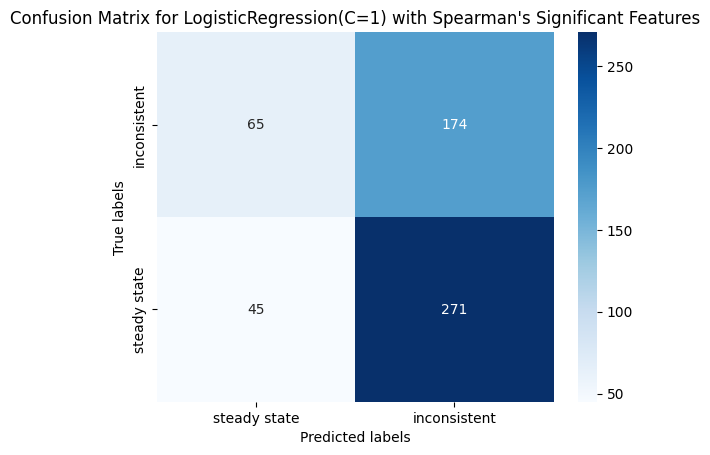 Confusion Matrix for LogisticRegression(C=1) with Spearman's Significant Features
True labels
inconsistent
steady state
65
174
45
271
steady state
inconsistent
Predicted labels
250
200
150
100
50